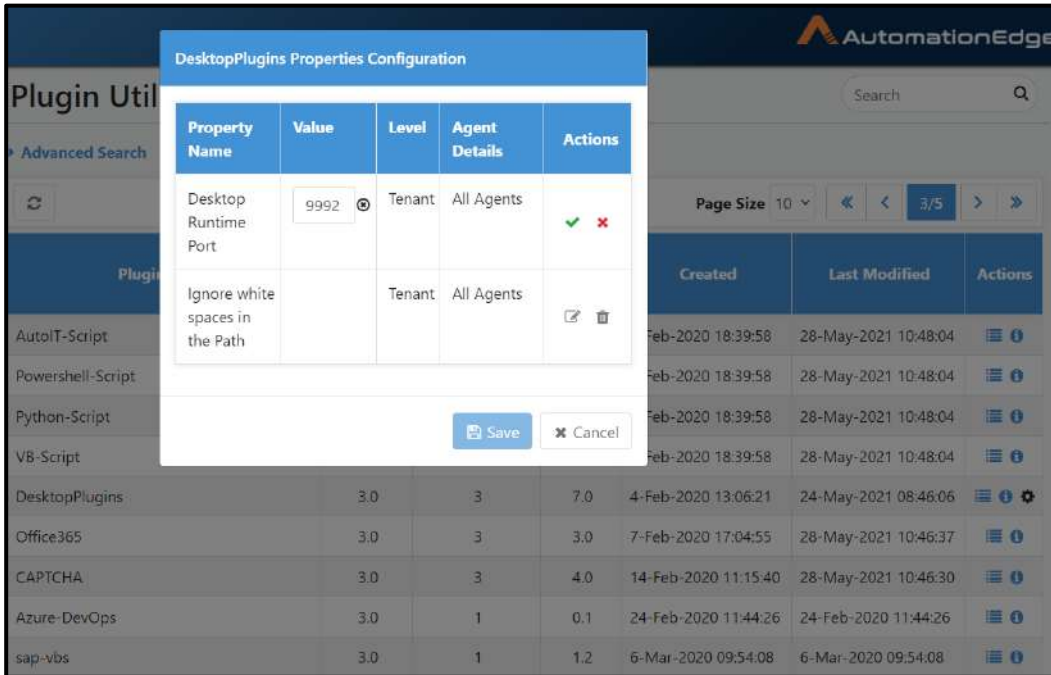 AutomationEdge
DesktopPlugins Properties Configuration
Plugin Util
Search
Advanced Search
Property Name Value Level Agent Details Actions
Desktop Runtime Port 9992 Tenant All Agents
Ignore white spaces in the Path Tenant All Agents
Save Cancel
Page Size 10 3/5
Plugi Created Last Modified Actions
AutoIT-Script Feb-2020 18:39:58 28-May-2021 10:48:04
Powershell-Script Feb-2020 18:39:58 28-May-2021 10:48:04
Python-Script Feb-2020 18:39:58 28-May-2021 10:48:04
VB-Script Feb-2020 18:39:58 28-May-2021 10:48:04
DesktopPlugins 3.0 3 7.0 4-Feb-2020 13:06:21 24-May-2021 08:46:06
Office365 3.0 3 3.0 7-Feb-2020 17:04:55 28-May-2021 10:46:37
CAPTCHA 3.0 3 4.0 14-Feb-2020 11:15:40 28-May-2021 10:46:30
Azure-DevOps 3.0 1 0.1 24-Feb-2020 11:44:26 24-Feb-2020 11:44:26
sap-vbs 3.0 1 1.2 6-Mar-2020 09:54:08 6-Mar-2020 09:54:08